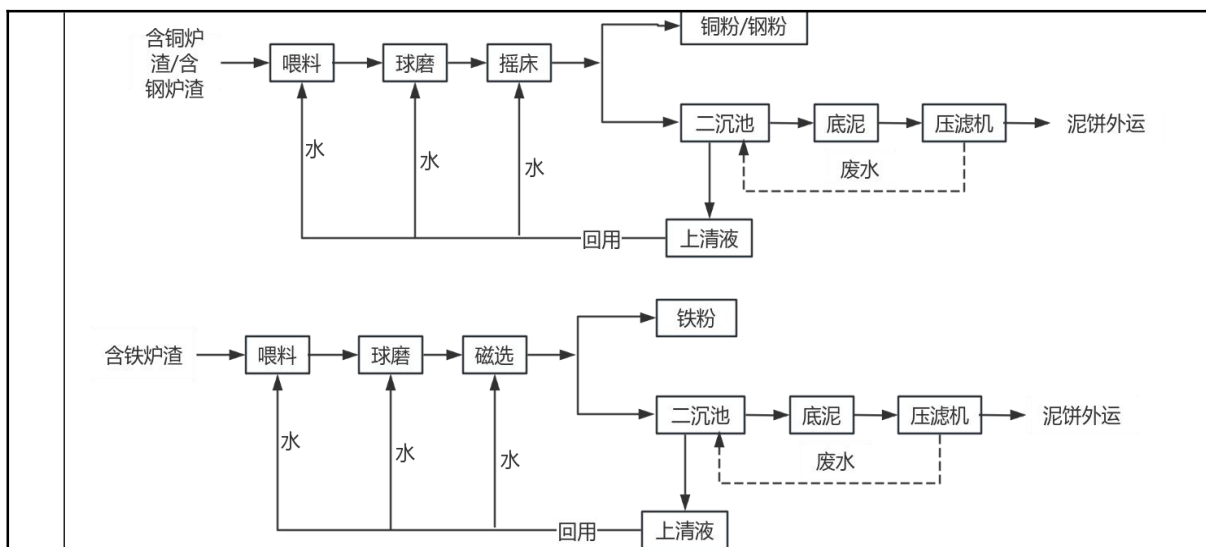 铜粉/钢粉
含铜炉
渣/含
钢炉渣
喂料
球磨
摇床
二沉池
底泥
压滤机
泥饼外运
水
水
水
废水
回用
上清液
铁粉
含铁炉渣
喂料
球磨
磁选
二沉池
底泥
压滤机
泥饼外运
水
水
水
废水
回用
上清液